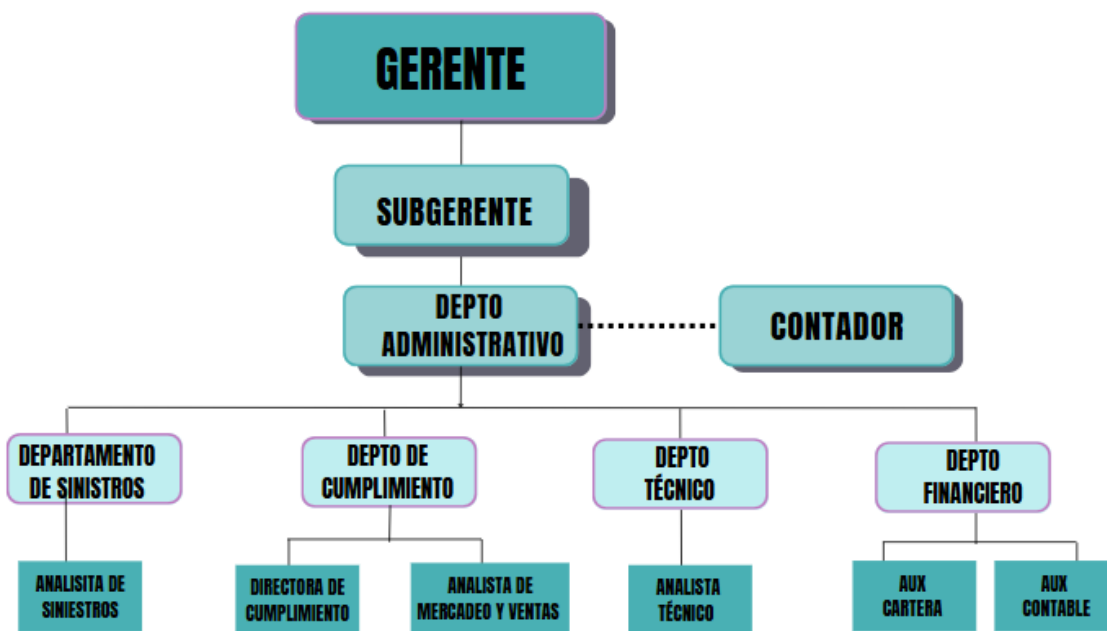 GERENTE
SUBGERENTE
DEPTO
ADMINISTRATIVO
CONTADOR
DEPARTAMENTO
DE SINISTROS
DEPTO DE
CUMPLIMIENTO
DEPTO
TÉCNICO
DEPTO
FINANCIERO
ANALISITA DE
SINIESTROS
DIRECTORA DE
CUMPLIMIENTO
ANALISTA DE
MERCADEO Y VENTAS
ANALISTA
TÉCNICO
AUX
CARTERA
AUX
CONTABLE